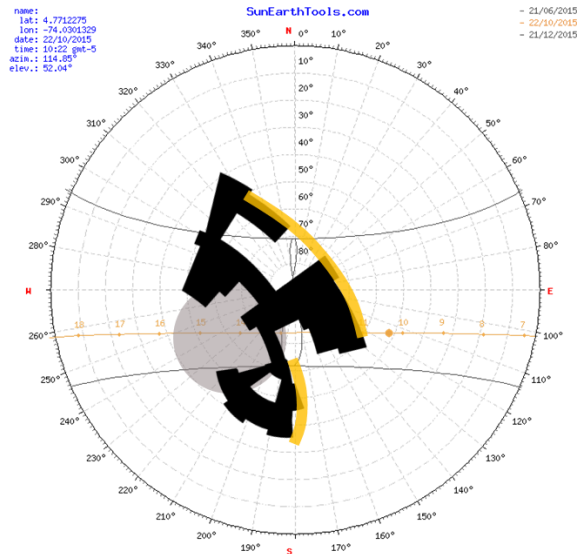 name:
lat: 4.7712275
lon: -74.0301329
date: 22/10/2015
time: 10:22 gmt-5
azim.: 114.85°
elev.: 52.04°
SunEarthTools.com
- 21/06/2015
- 22/10/2015
- 21/12/2015
N
350° 0° 10°
340° 20°
330° 30°
320° 40°
310° 50°
300° 60°
290° 70°
280° 80°
W E
260° 100°
250° 110°
240° 120°
230° 130°
220° 140°
210° 150°
200° 190° 170° 160°
S
10°
20°
30°
40°
50°
60°
70°
80°
18 17 16 15 10 9 8 7